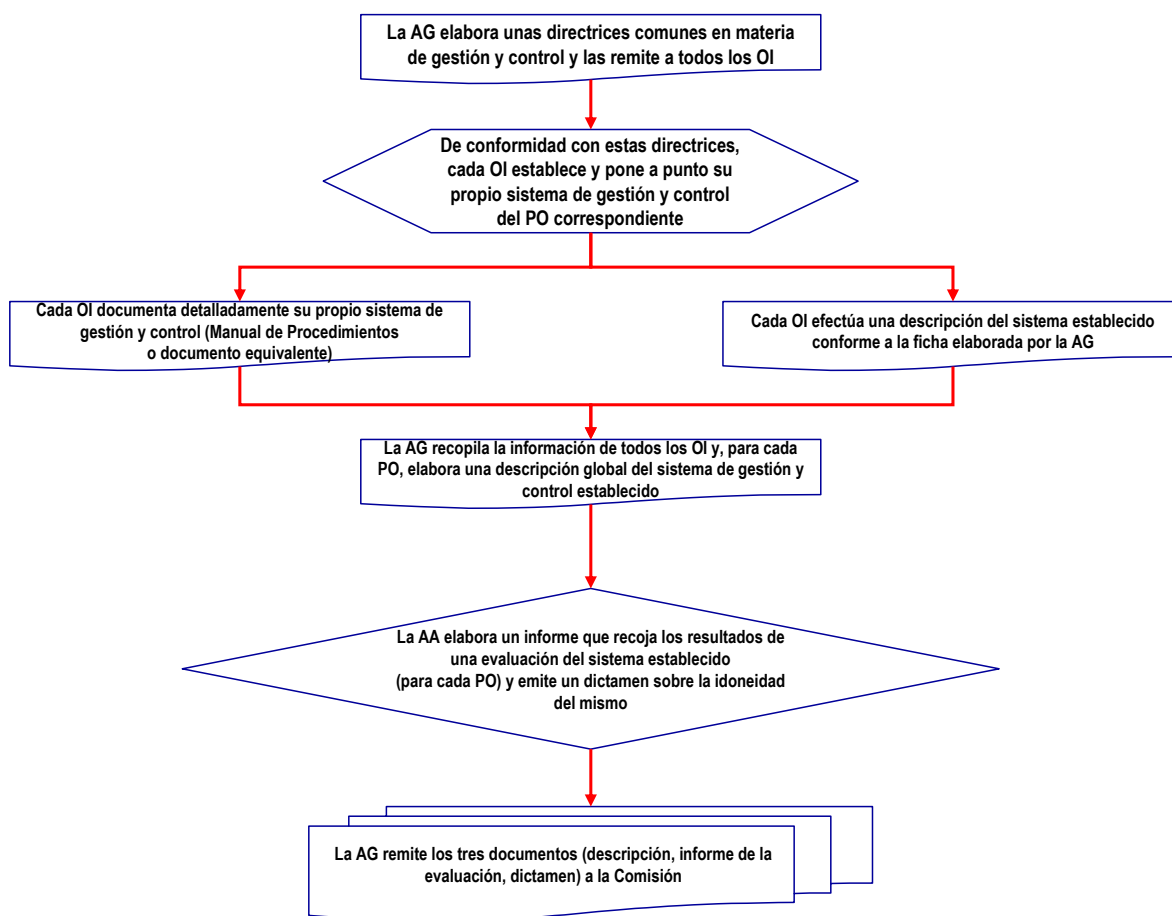 La AG elabora unas directrices comunes en materia
de gestión y control y las remite a todos los OI
De conformidad con estas directrices,
cada OI establece y pone a punto su
propio sistema de gestión y control
del PO correspondiente
Cada OI documenta detalladamente su propio sistema de
gestión y control (Manual de Procedimientos
o documento equivalente)
Cada OI efectúa una descripción del sistema establecido
conforme a la ficha elaborada por la AG
La AG recopila la información de todos los OI y, para cada
PO, elabora una descripción global del sistema de gestión y
control establecido
La AA elabora un informe que recoja los resultados de
una evaluación del sistema establecido
(para cada PO) y emite un dictamen sobre la idoneidad
del mismo
La AG remite los tres documentos (descripción, informe de la
evaluación, dictamen) a la Comisión